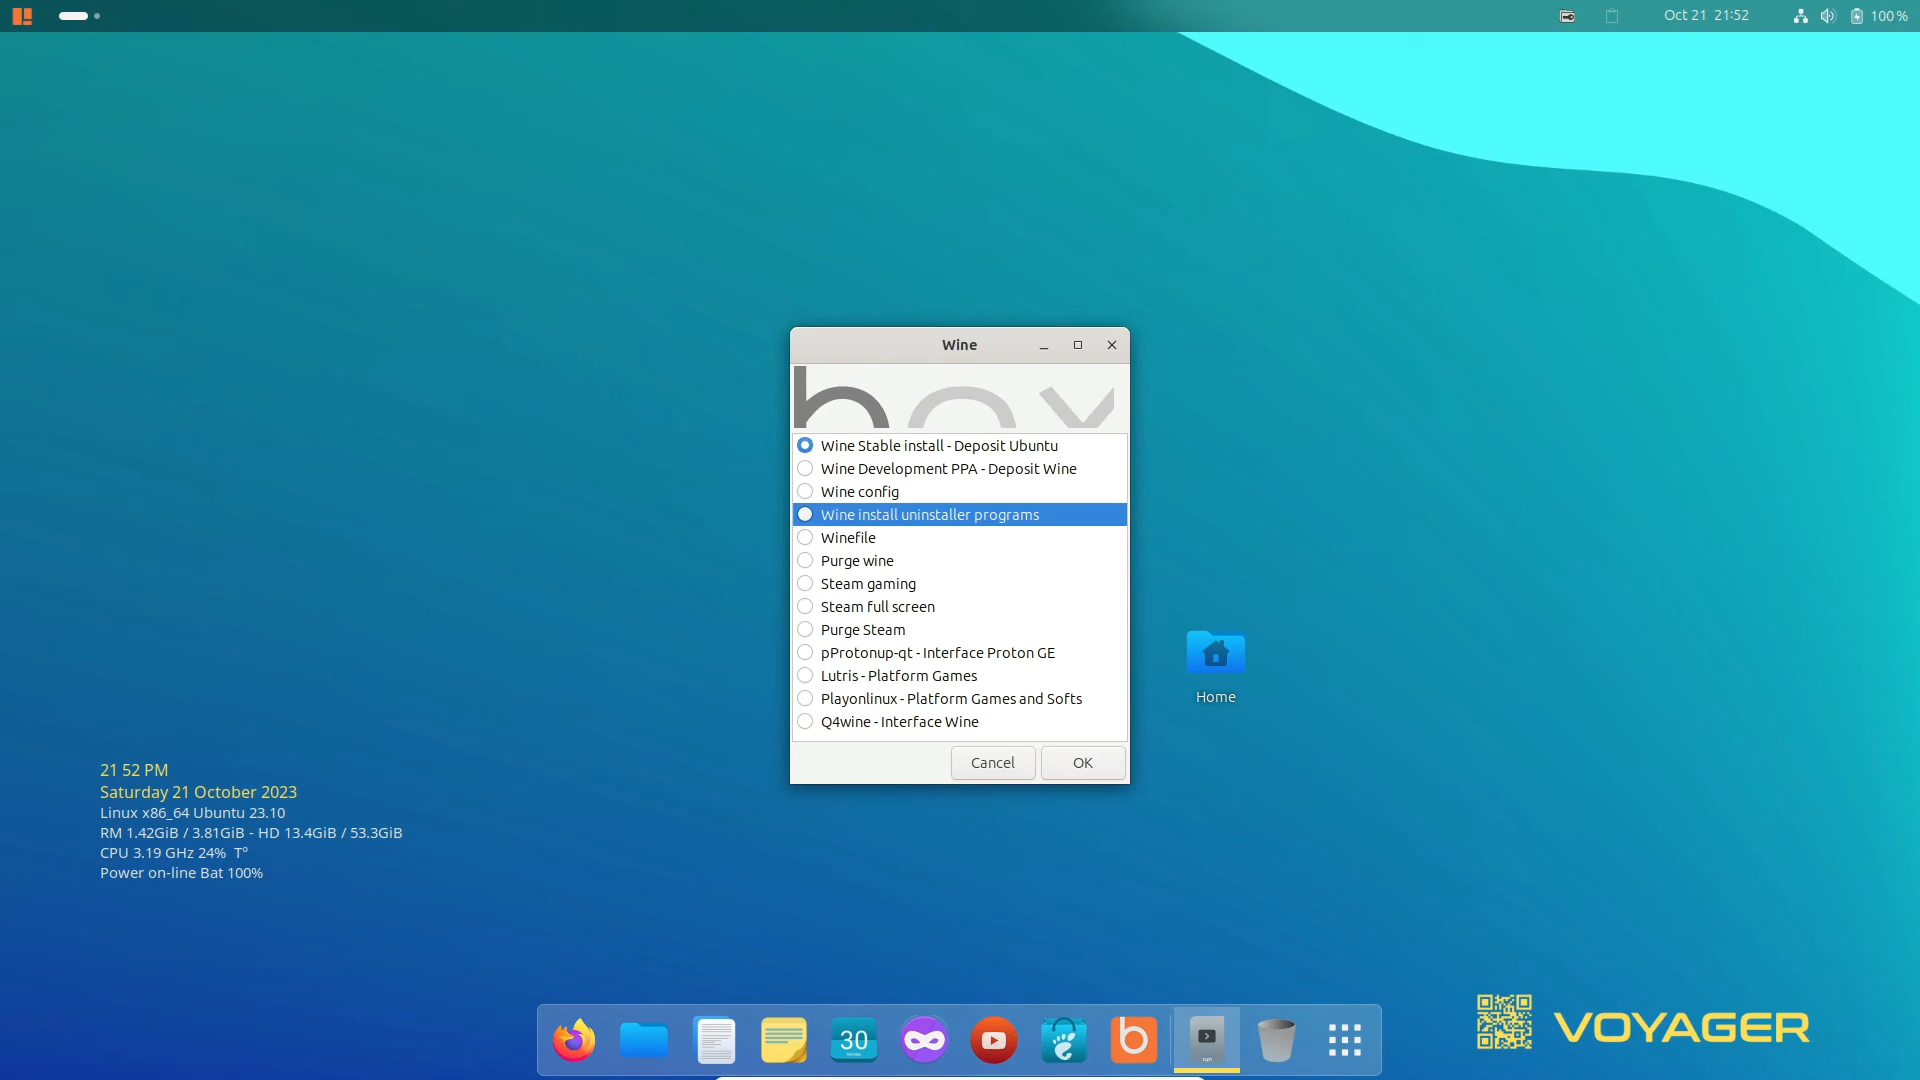 Oct 21 21:52
100 %
Wine
box
Wine Stable install - Deposit Ubuntu
Wine Development PPA - Deposit Wine
Wine config
Wine install uninstaller programs
Winefile
Purge wine
Steam gaming
Steam full screen
Purge Steam
pProtonup-qt - Interface Proton GE
Lutris - Platform Games
Playonlinux - Platform Games and Softs
Q4wine - Interface Wine
Cancel
OK
Home
21 52 PM
Saturday 21 October 2023
Linux x86_64 Ubuntu 23.10
RM 1.42GiB / 3.81GiB - HD 13.4GiB / 53.3GiB
CPU 3.19 GHz 24% T°
Power on-line Bat 100%
30
b
run
VOYAGER